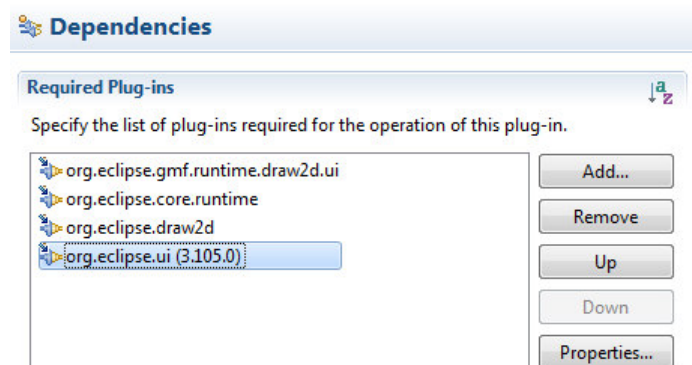 Dependencies
Required Plug-ins
a
z
Specify the list of plug-ins required for the operation of this plug-in.
org.eclipse.gmf.runtime.draw2d.ui
org.eclipse.core.runtime
org.eclipse.draw2d
org.eclipse.ui (3.105.0)
Add...
Remove
Up
Down
Properties...